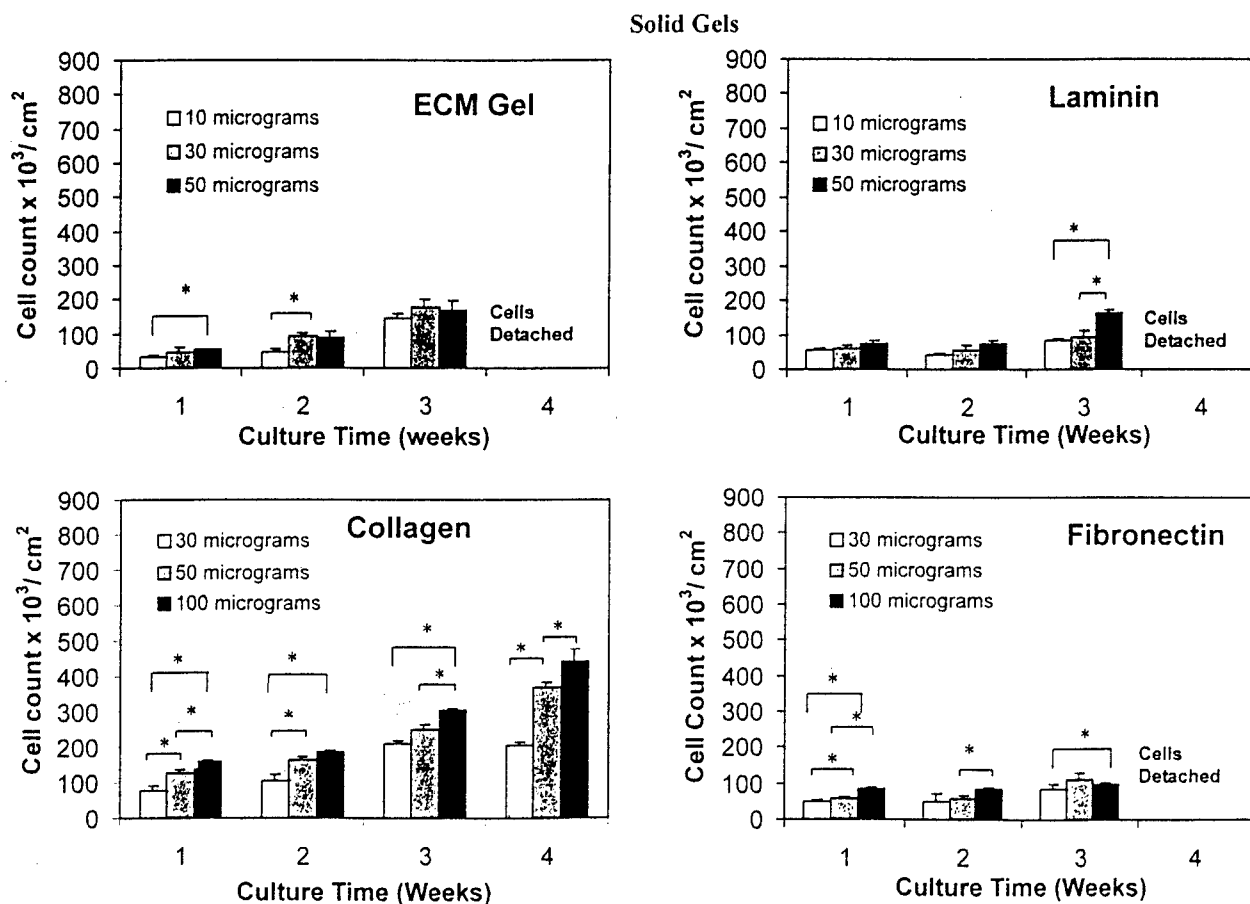 Solid Gels
ECM Gel
10 micrograms
30 micrograms
50 micrograms
Cell count x 10³/ cm²
900
800
700
600
500
400
300
200
100
0
*
*
Cells
Detached
1 2 3 4
Culture Time (weeks)
Laminin
10 micrograms
30 micrograms
50 micrograms
Cell count x 10³/ cm²
900
800
700
600
500
400
300
200
100
0
*
*
Cells
Detached
1 2 3 4
Culture Time (Weeks)
Collagen
30 micrograms
50 micrograms
100 micrograms
Cell count x 10³/ cm²
900
800
700
600
500
400
300
200
100
0
* * * *
* * * * *
1 2 3 4
Culture Time (Weeks)
Fibronectin
30 micrograms
50 micrograms
100 micrograms
Cell Count x 10³/ cm²
900
800
700
600
500
400
300
200
100
0
*
*
* * *
Cells
Detached
1 2 3 4
Culture Time (Weeks)